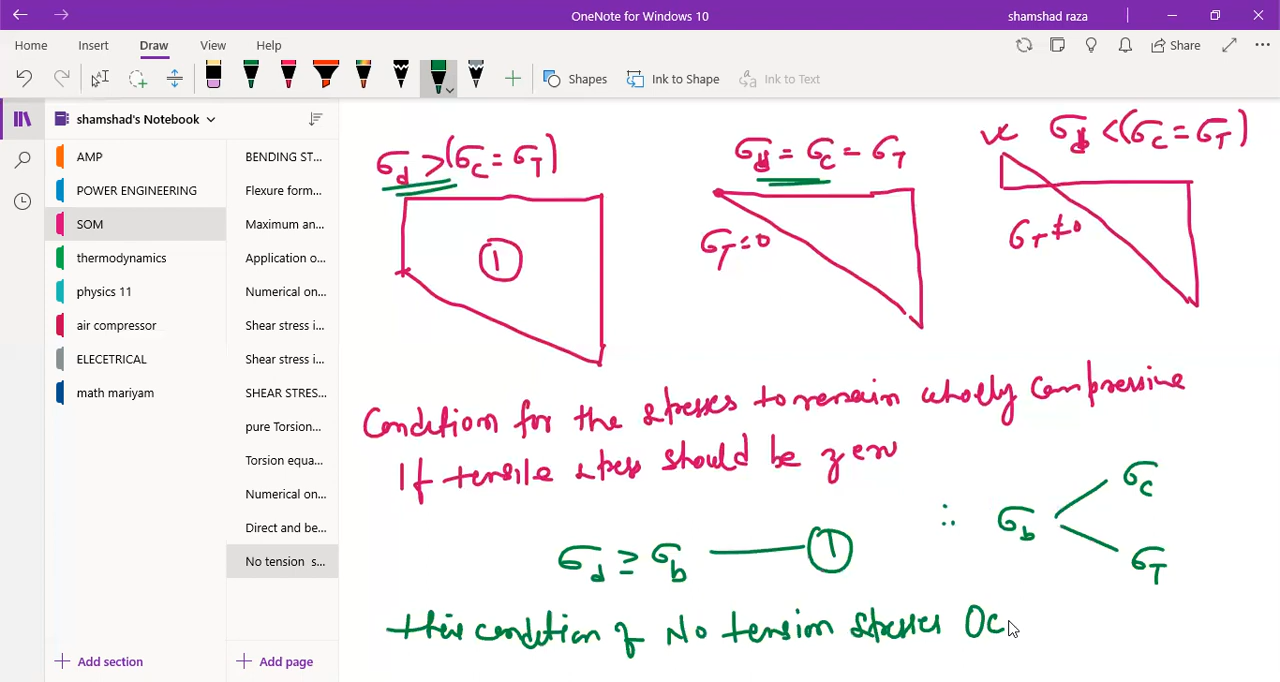 OneNote for Windows 10
shamshad raza
Home Insert Draw View Help
Share
Shapes Ink to Shape Ink to Text
shamshad's Notebook
AMP
POWER ENGINEERING
SOM
thermodynamics
physics 11
air compressor
ELECETRICAL
math mariyam
Add section
BENDING ST...
Flexure form...
Maximum an...
Application o...
Numerical on...
Shear stress i...
Shear stress i...
SHEAR STRES...
pure Torsion...
Torsion equa...
Numerical on...
Direct and be...
No tension s...
Add page
σd >(σc = σT)
σb = σc = σT
σb <(σc = σT)
1
σT = 0
σT ≠ 0
Condition for the stresses to remain wholly compressive
If tensile stress should be zero
σd ≥ σb 1
∴ σb σc
σT
this condition of No tension stresses Oc